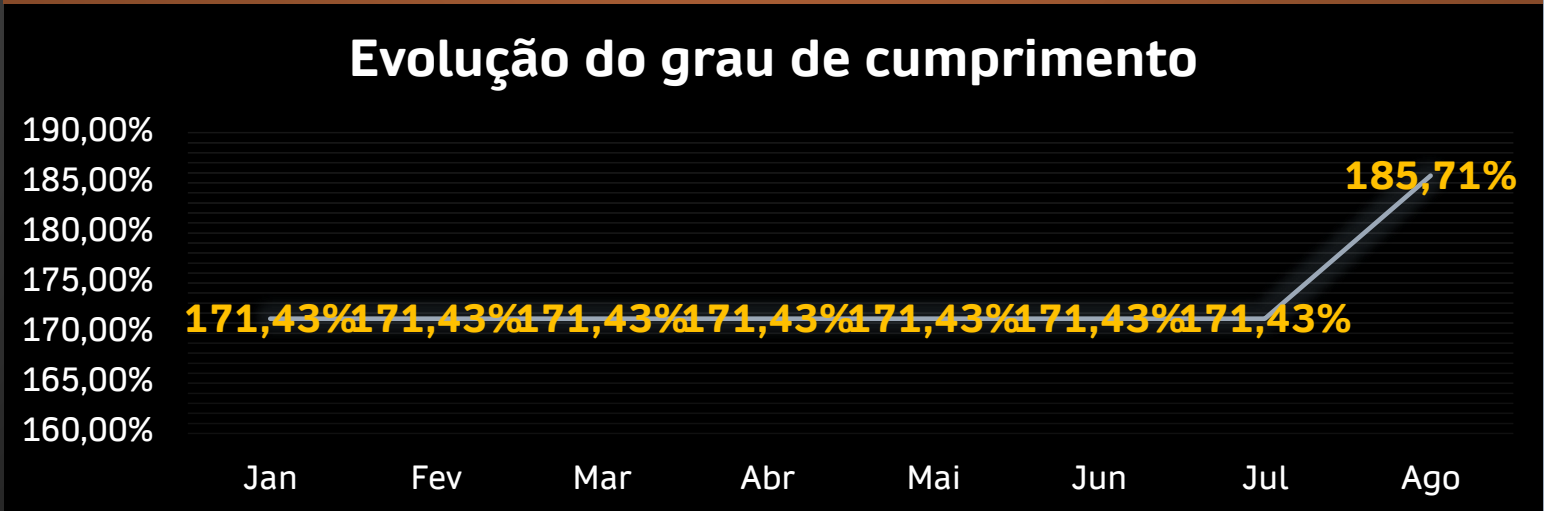 Evolução do grau de cumprimento
190,00%
185,00%
180,00%
175,00%
170,00%
165,00%
160,00%
171,43% 171,43% 171,43% 171,43% 171,43% 171,43% 171,43% 185,71%
Jan Fev Mar Abr Mai Jun Jul Ago